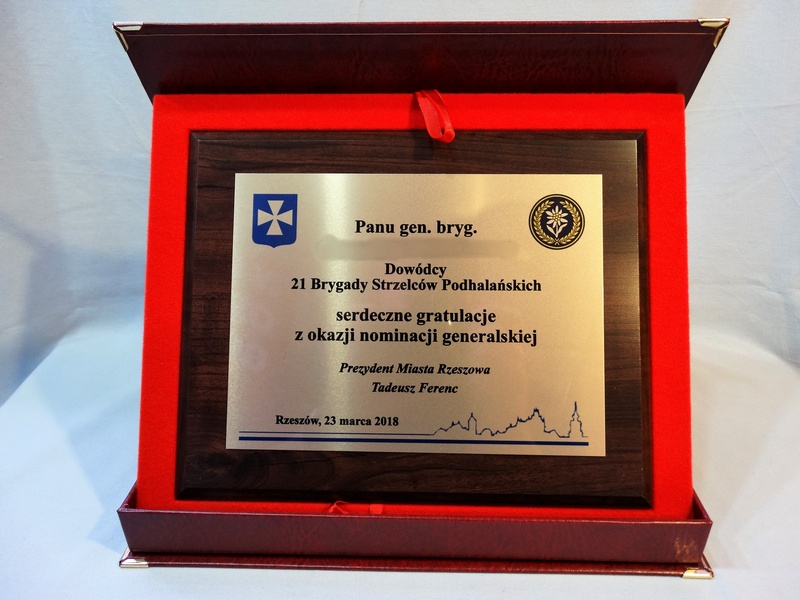 Panu gen. bryg.
Dowódcy
21 Brygady Strzelców Podhalańskich
serdeczne gratulacje
z okazji nominacji generalskiej
Prezydent Miasta Rzeszowa
Tadeusz Ferenc
Rzeszów, 23 marca 2018